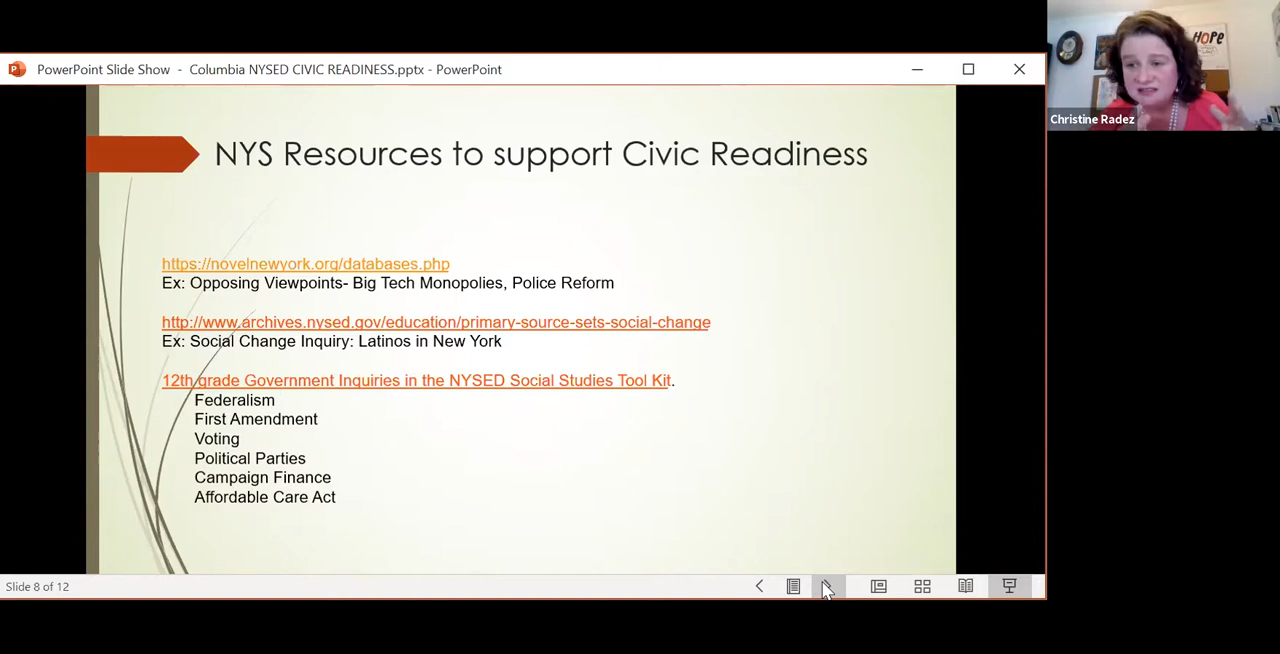 PowerPoint Slide Show - Columbia NYSED CIVIC READINESS.pptx - PowerPoint
HOPE
Christine Radez
NYS Resources to support Civic Readiness
https://novelnewyork.org/databases.php
Ex: Opposing Viewpoints- Big Tech Monopolies, Police Reform
http://www.archives.nysed.gov/education/primary-source-sets-social-change
Ex: Social Change Inquiry: Latinos in New York
12th grade Government Inquiries in the NYSED Social Studies Tool Kit.
Federalism
First Amendment
Voting
Political Parties
Campaign Finance
Affordable Care Act
Slide 8 of 12